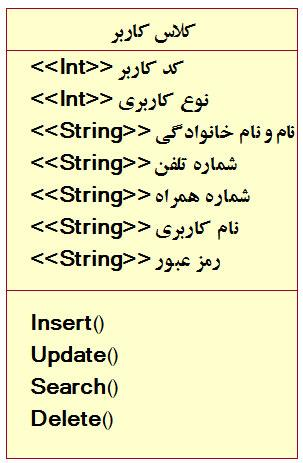 کلاس کاربر
کد کاربر <<Int>>
نوع کاربری <<Int>>
نام و نام خانوادگی <<String>>
شماره تلفن <<String>>
شماره همراه <<String>>
نام کاربری <<String>>
رمز عبور <<String>>
Insert()
Update()
Search()
Delete()